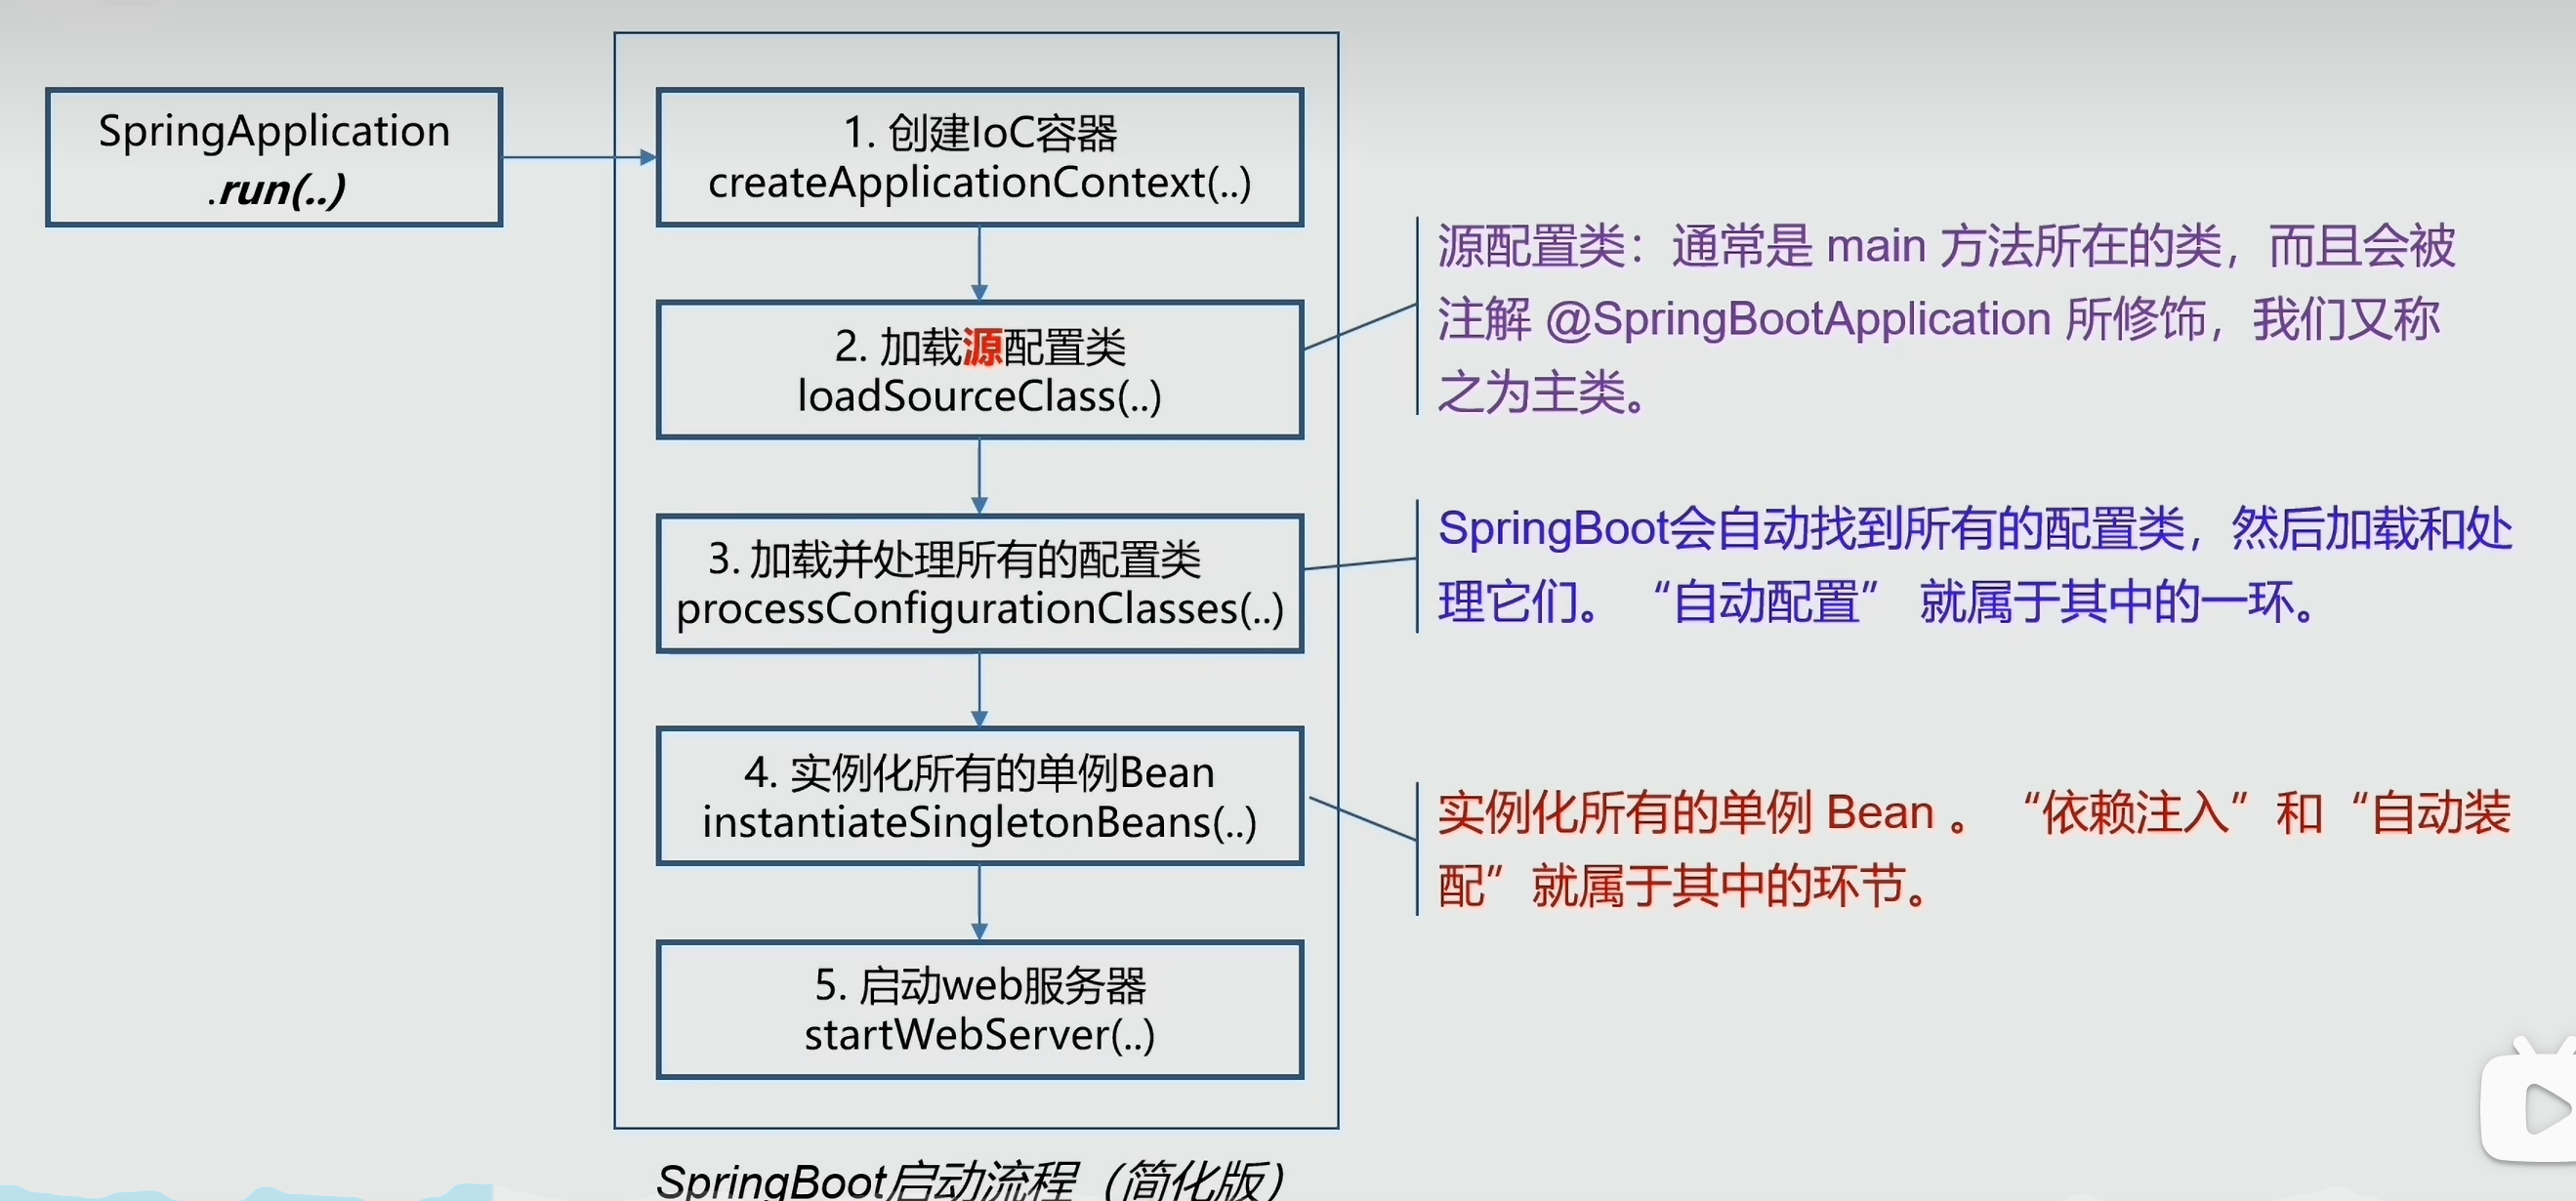 SpringApplication
.run(..)
1. 创建IoC容器
createApplicationContext(..)
2. 加载源配置类
loadSourceClass(..)
源配置类：通常是 main 方法所在的类，而且会被
注解 @SpringBootApplication 所修饰，我们又称
之为主类。
3. 加载并处理所有的配置类
processConfigurationClasses(..)
SpringBoot会自动找到所有的配置类，然后加载和处
理它们。 “自动配置” 就属于其中的一环。
4. 实例化所有的单例Bean
instantiateSingletonBeans(..)
实例化所有的单例 Bean 。 “依赖注入”和“自动装
配”就属于其中的环节。
5. 启动web服务器
startWebServer(..)
SpringBoot启动流程（简化版）